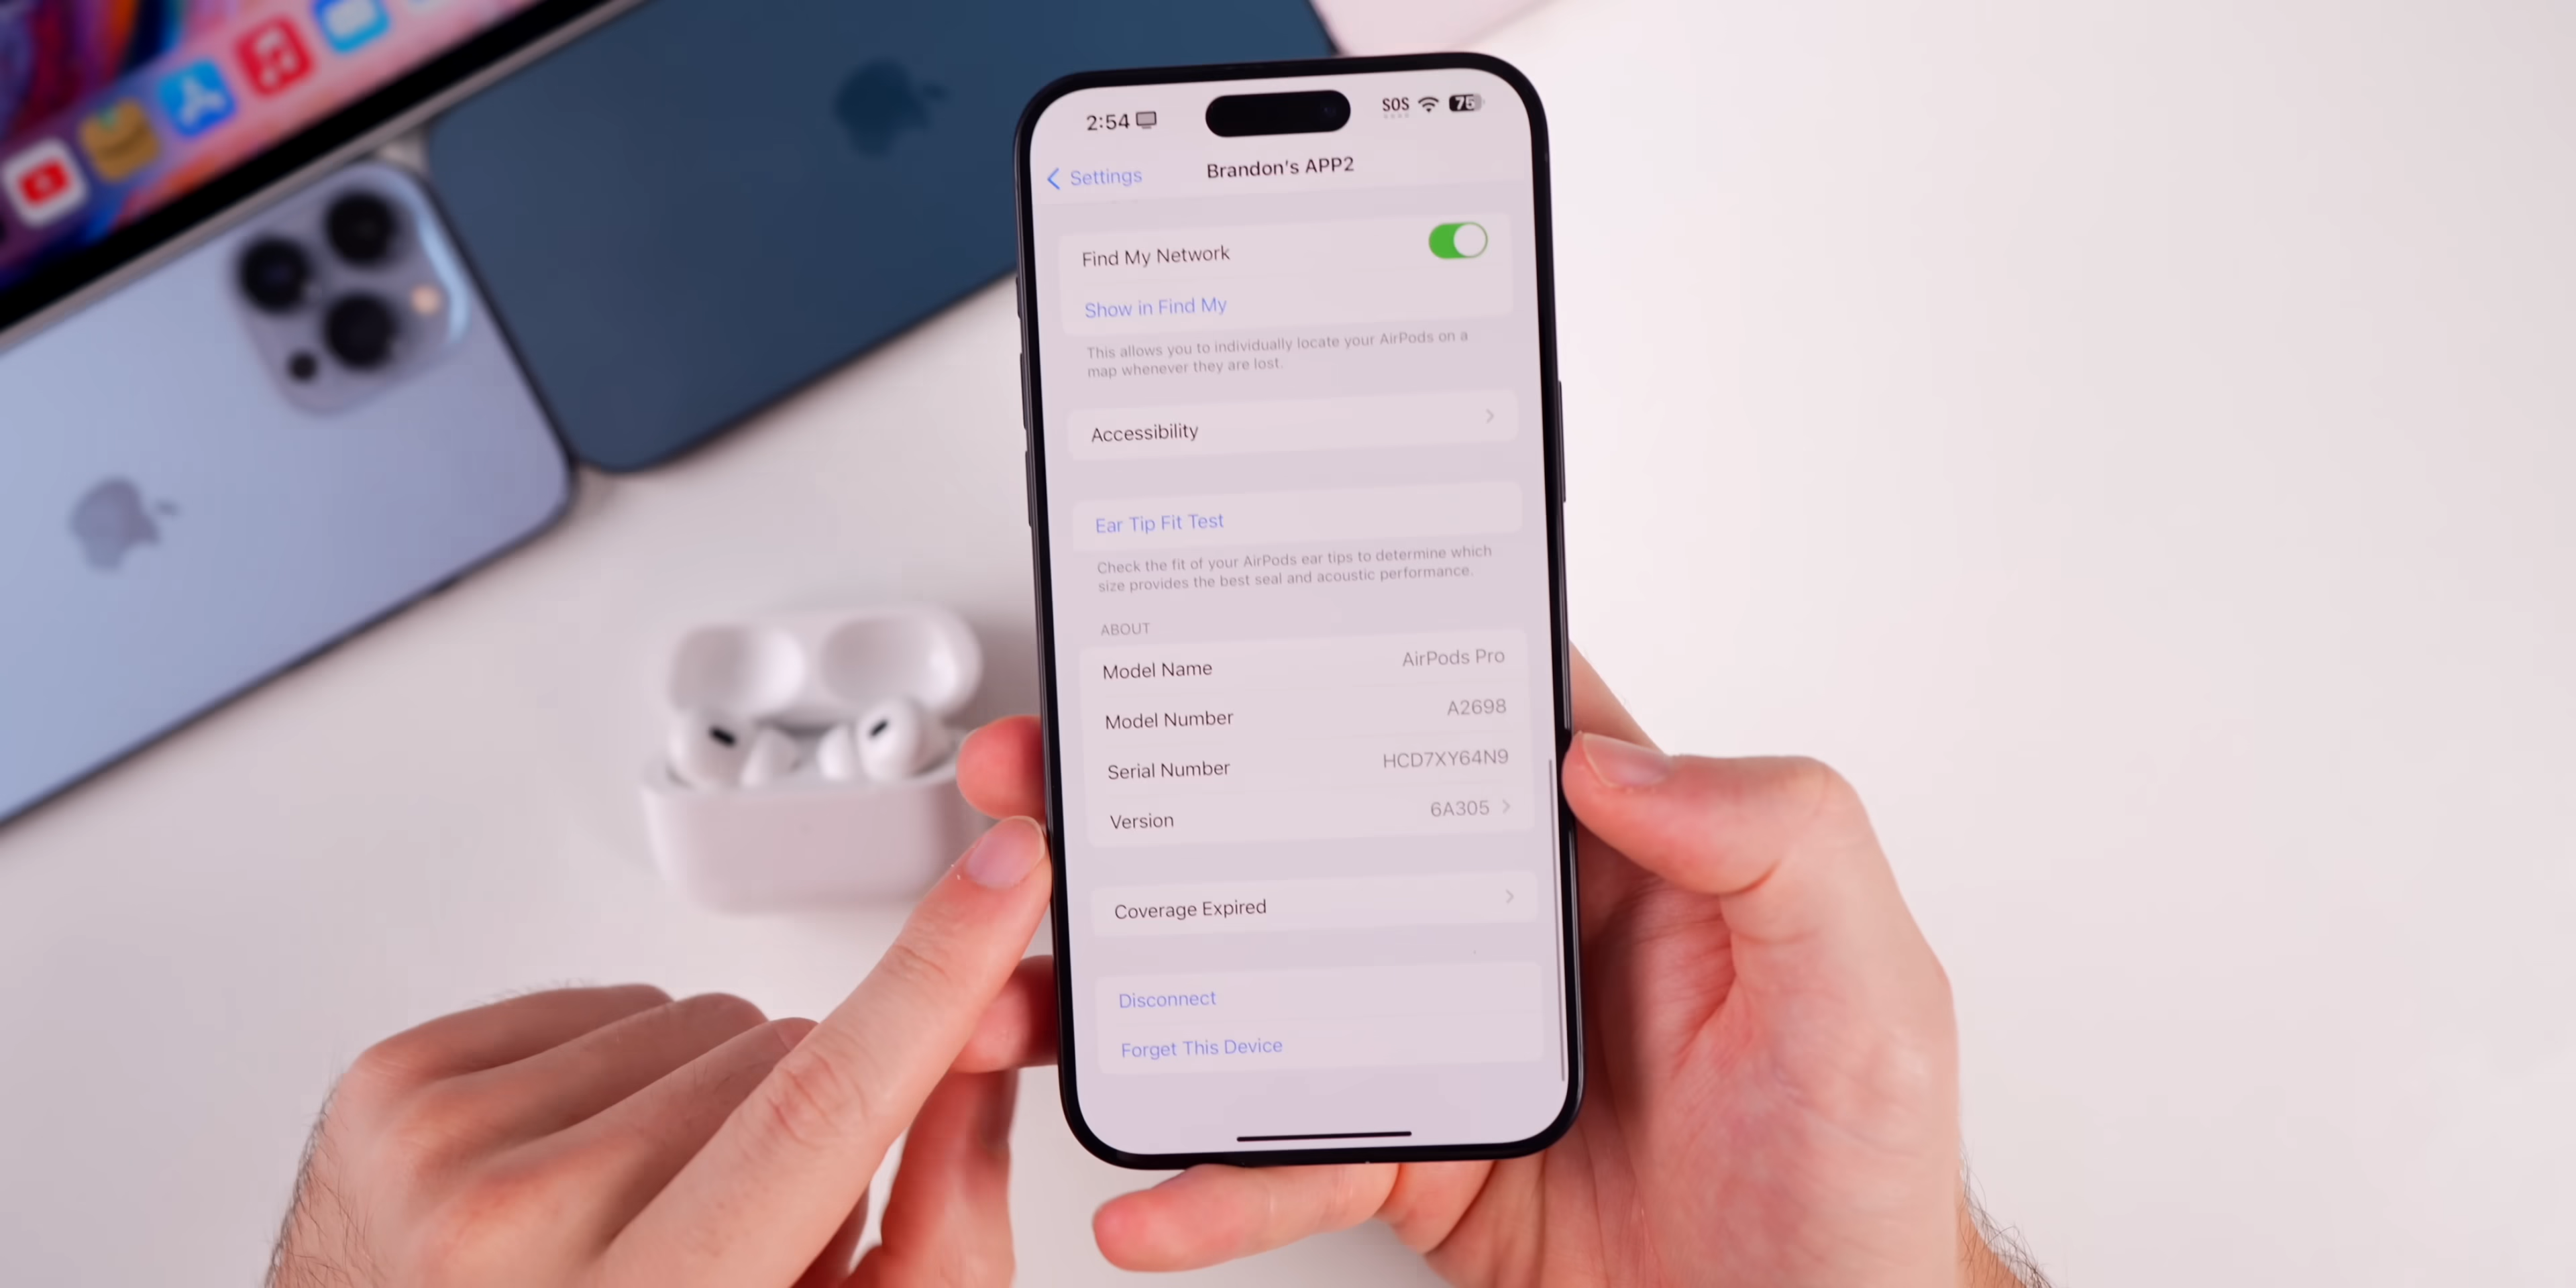 2:54
SOS
75
Settings
Brandon's APP2
Find My Network
Show in Find My
This allows you to individually locate your AirPods on a
map whenever they are lost.
Accessibility
Ear Tip Fit Test
Check the fit of your AirPods ear tips to determine which
size provides the best seal and acoustic performance.
ABOUT
Model Name AirPods Pro
Model Number A2698
Serial Number HCD7XY64N9
Version 6A305
Coverage Expired
Disconnect
Forget This Device